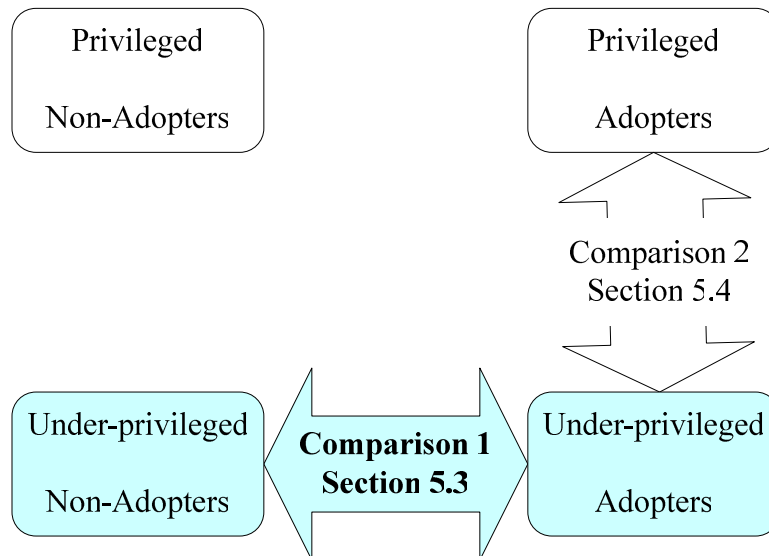 Privileged
Non-Adopters
Privileged
Adopters
Comparison 2
Section 5.4
Under-privileged
Non-Adopters
Comparison 1
Section 5.3
Under-privileged
Adopters